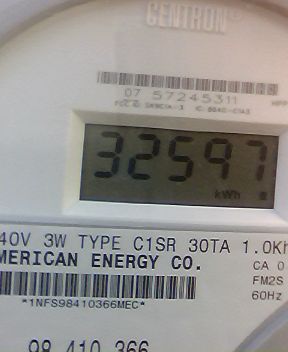 CENTRON®
07 57245311
32597
kWh
40V 3W TYPE C1SR 30TA 1.0Kh
MERICAN ENERGY CO.
CA 0
FM2S
60Hz
*1NFS98410366MEC*
98 410 366